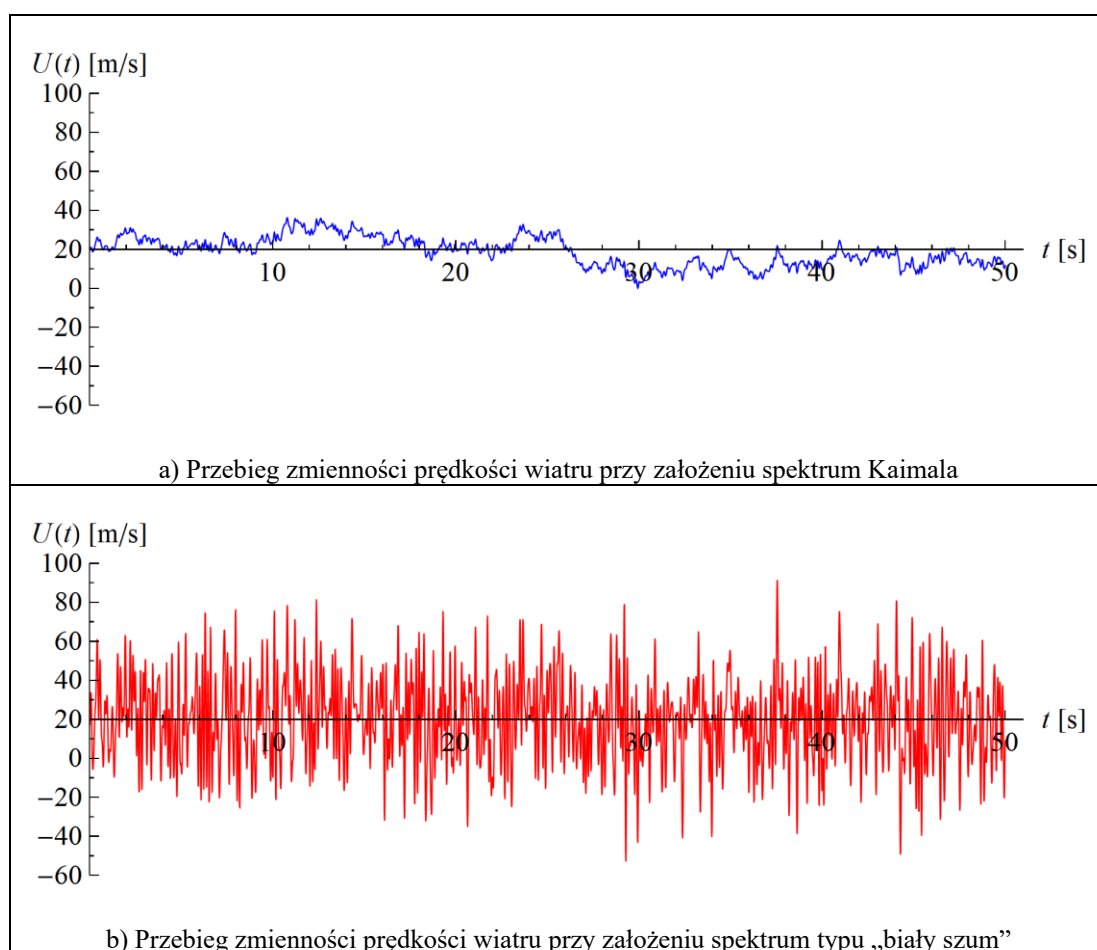 U(t) [m/s]
100
80
60
40
20
0
−20
−40
−60
10 20 30 40 50
t [s]
a) Przebieg zmienności prędkości wiatru przy założeniu spektrum Kaimala
U(t) [m/s]
100
80
60
40
20
0
−20
−40
−60
10 20 30 40 50
t [s]
b) Przebieg zmienności prędkości wiatru przy założeniu spektrum typu „biały szum”